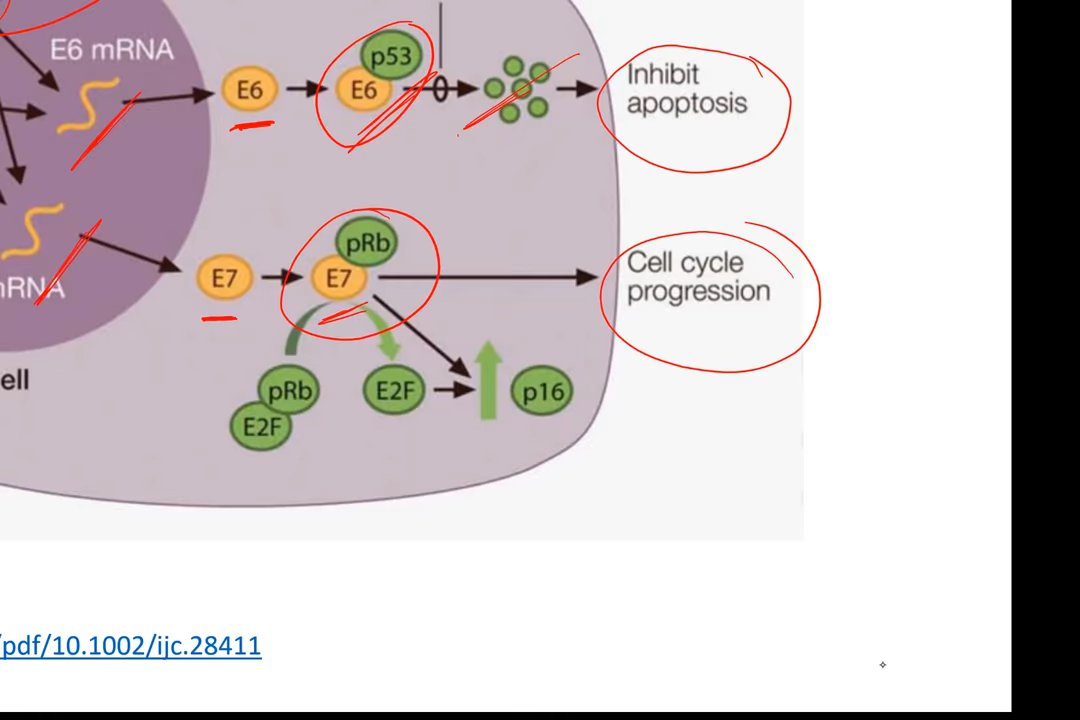 E6 mRNA
p53
E6
E6
Inhibit
apoptosis
pRb
E7
E7
Cell cycle
progression
mRNA
ell
pRb
E2F
E2F
p16
/pdf/10.1002/ijc.28411